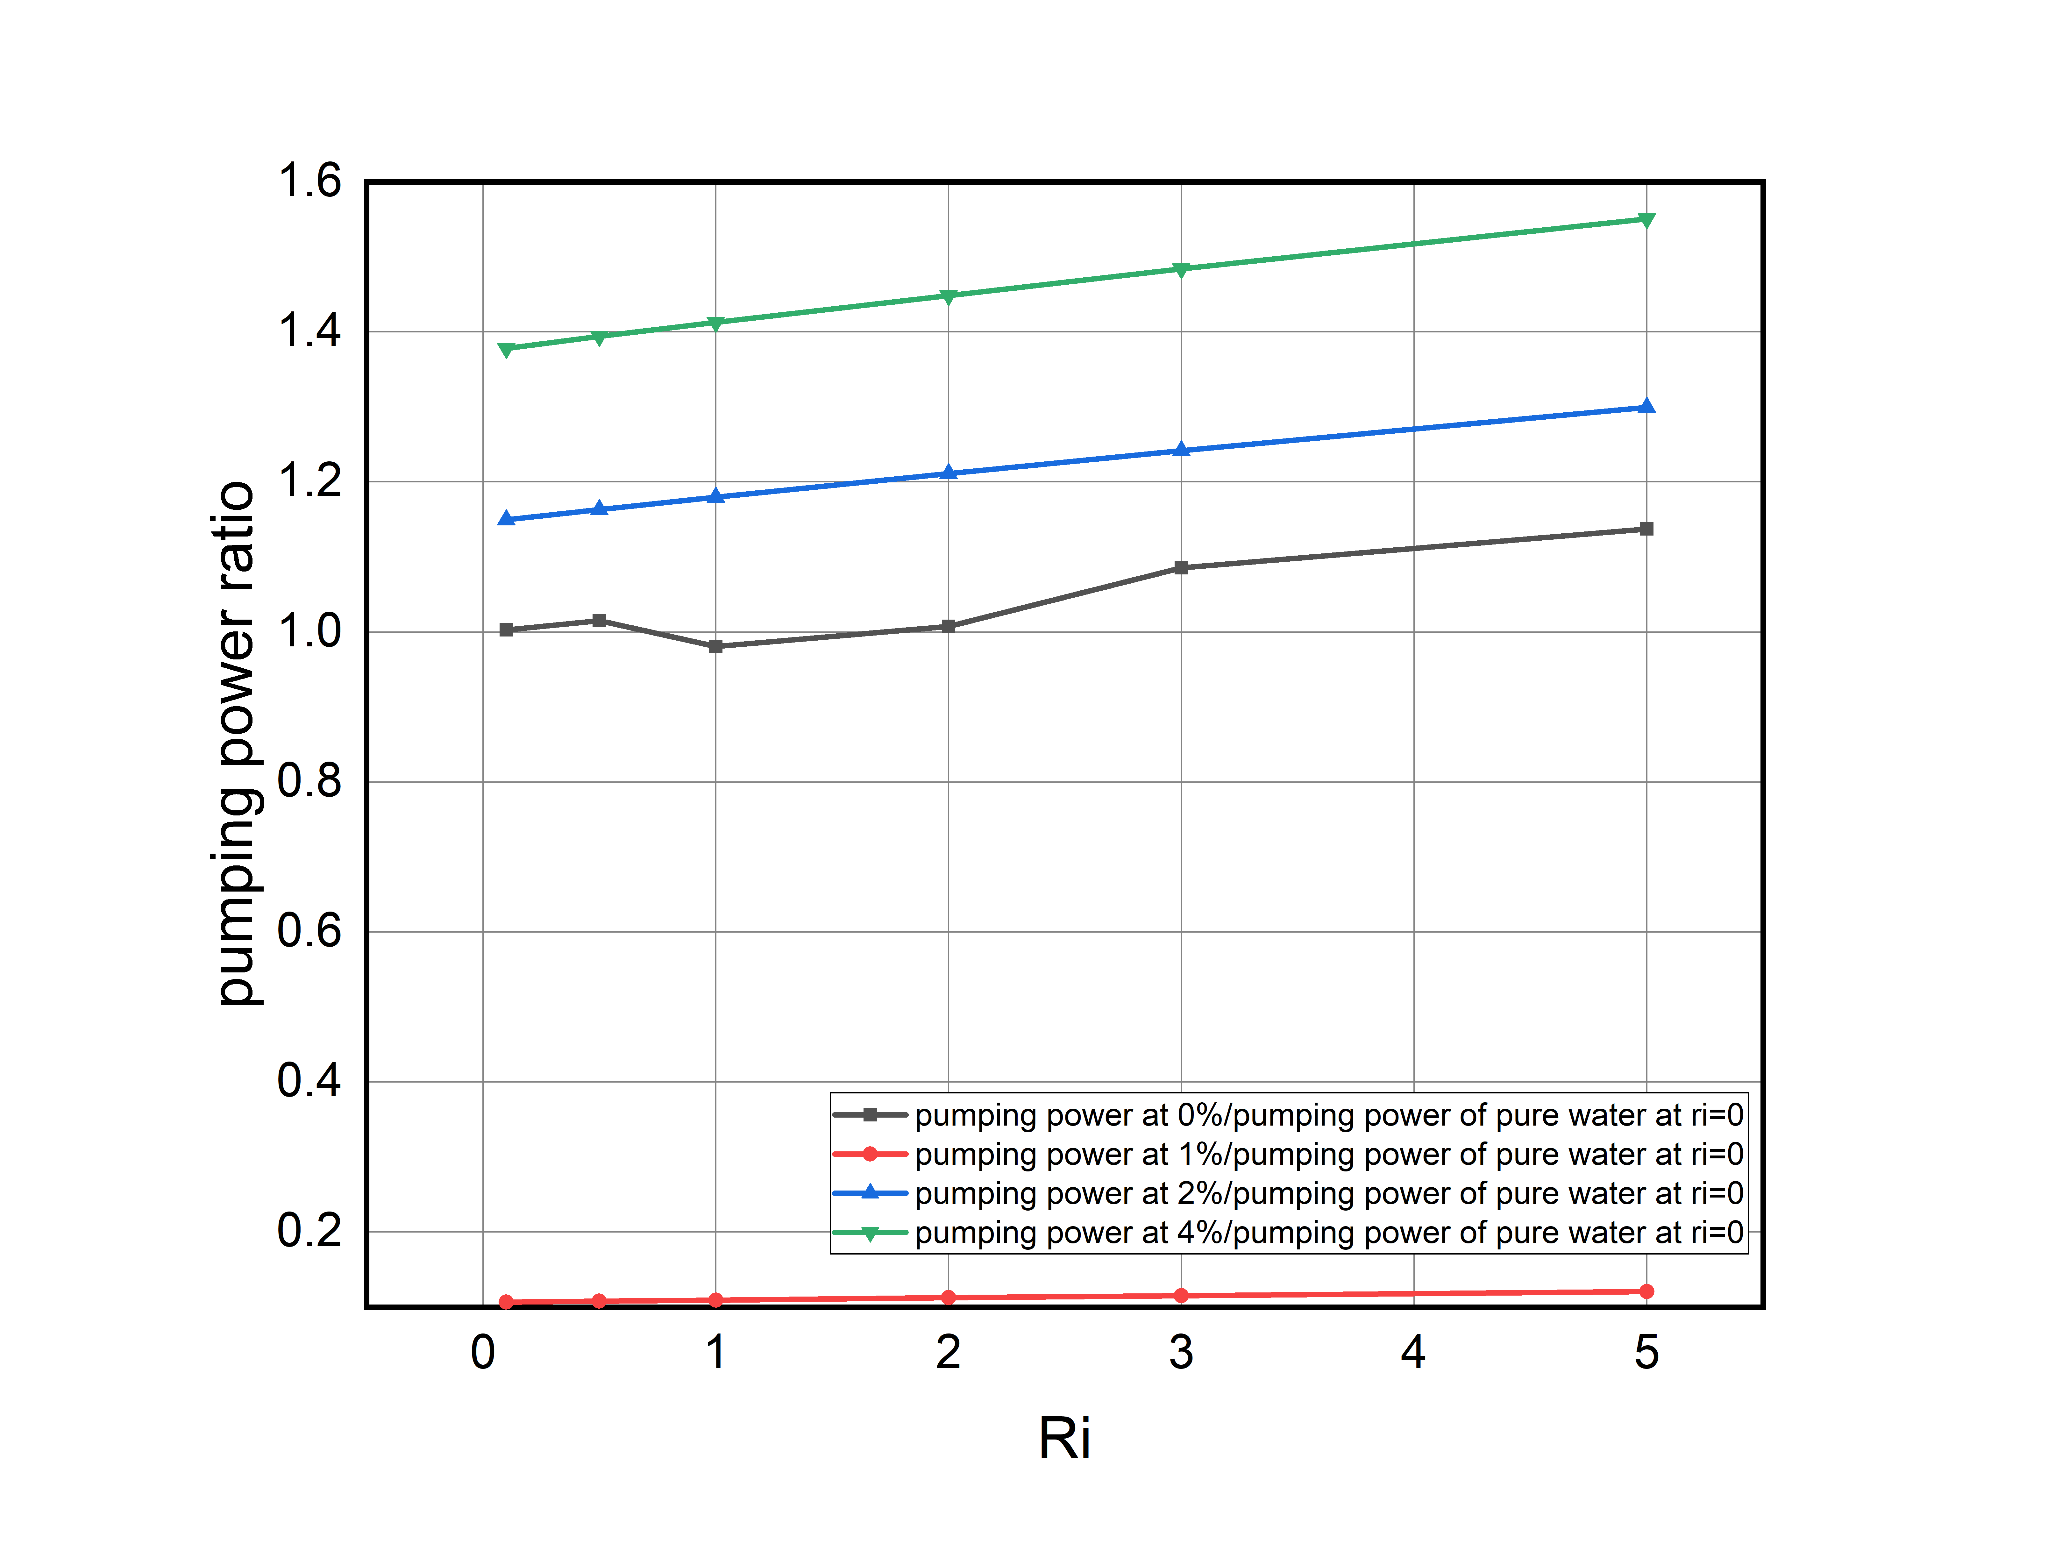 1.6
1.4
1.2
1.0
0.8
0.6
0.4
0.2
pumping power ratio
pumping power at 0%/pumping power of pure water at ri=0
pumping power at 1%/pumping power of pure water at ri=0
pumping power at 2%/pumping power of pure water at ri=0
pumping power at 4%/pumping power of pure water at ri=0
0 1 2 3 4 5
Ri